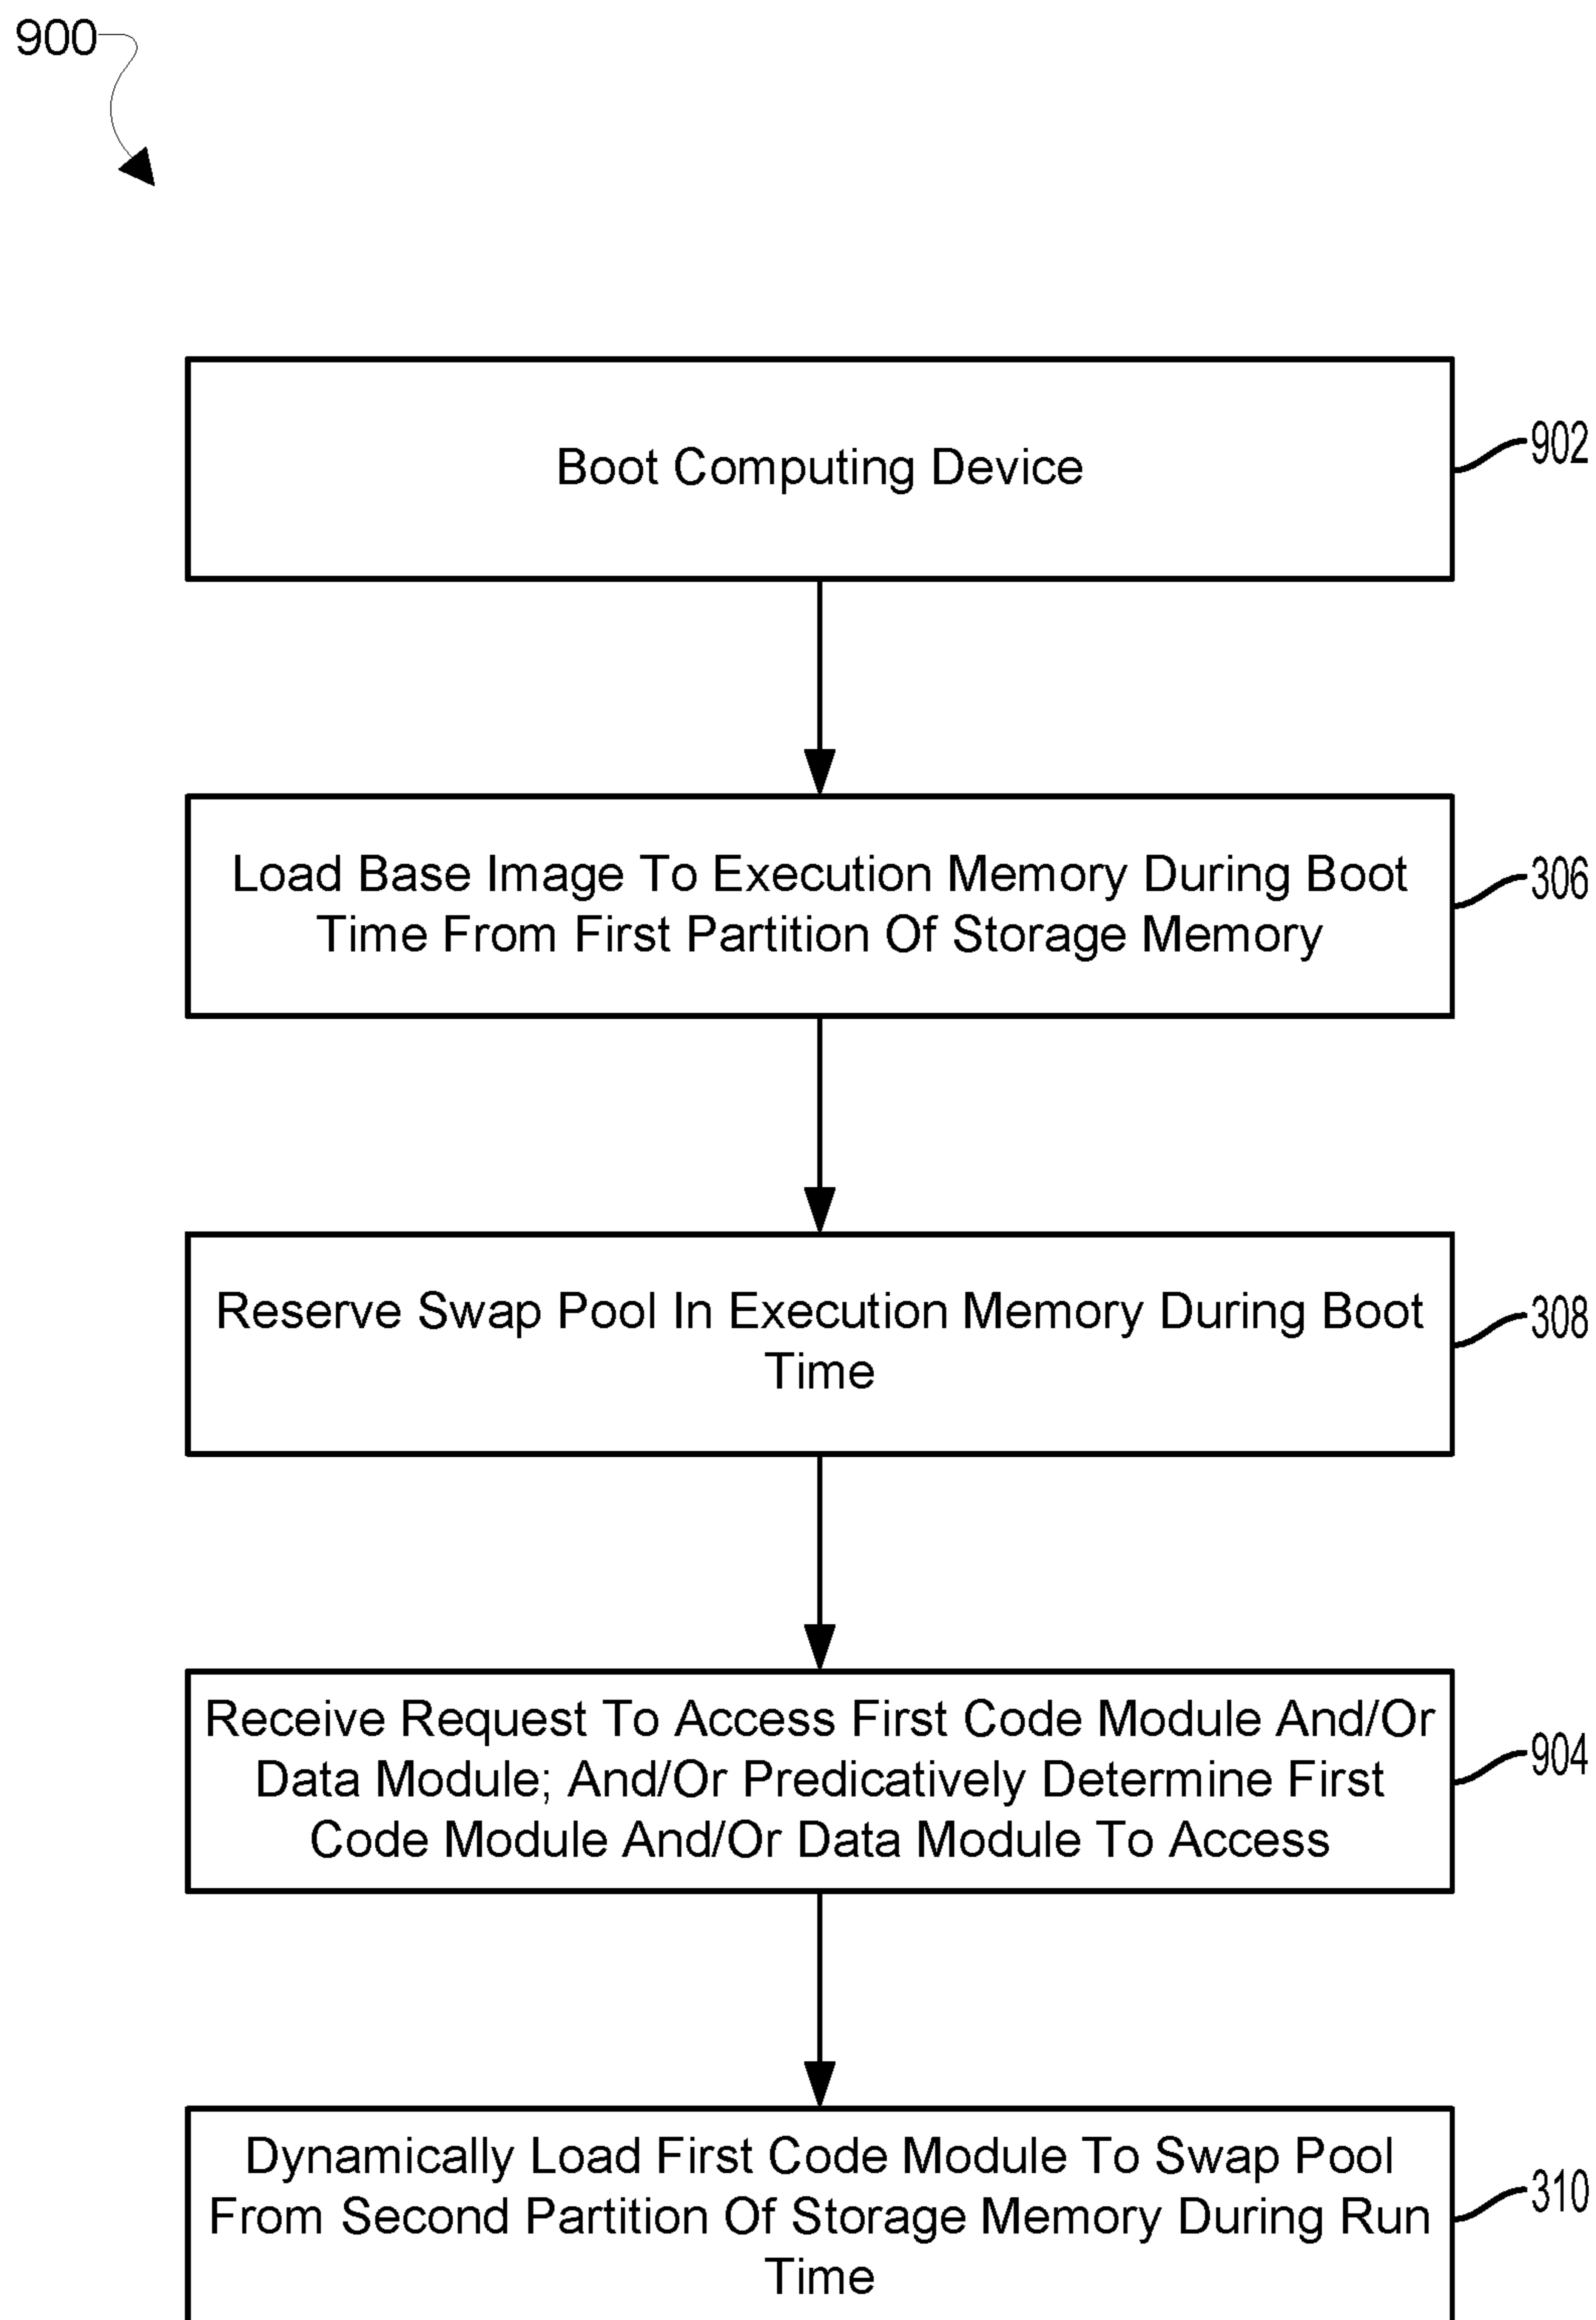 900
Boot Computing Device
902
Load Base Image To Execution Memory During Boot
Time From First Partition Of Storage Memory
306
Reserve Swap Pool In Execution Memory During Boot
Time
308
Receive Request To Access First Code Module And/Or
Data Module; And/Or Predicatively Determine First
Code Module And/Or Data Module To Access
904
Dynamically Load First Code Module To Swap Pool
From Second Partition Of Storage Memory During Run
Time
310